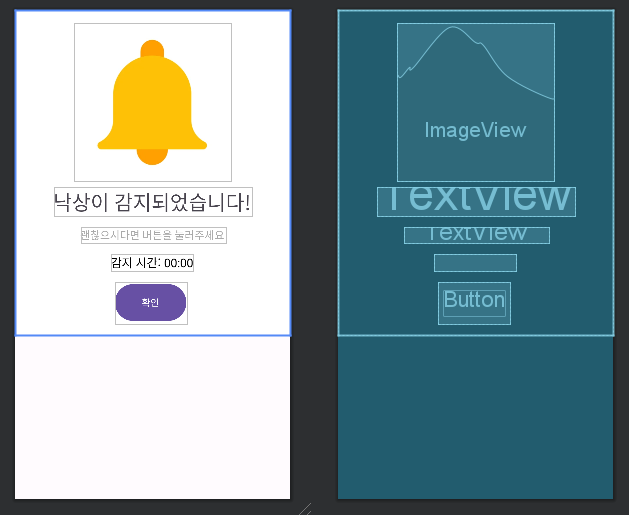 낙상이 감지되었습니다!
괜찮으시다면 버튼을 눌러주세요
감지 시간: 00:00
확인
ImageView
TextView
TextView
Button